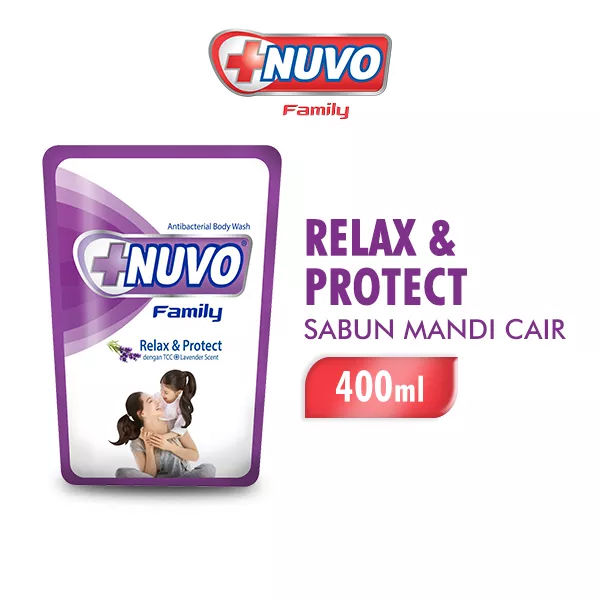 NUVO
Family
Antibacterial Body Wash
NUVO®
Family
Relax & Protect
dengan TCC Lavender Scent
RELAX &
PROTECT
SABUN MANDI CAIR
400ml